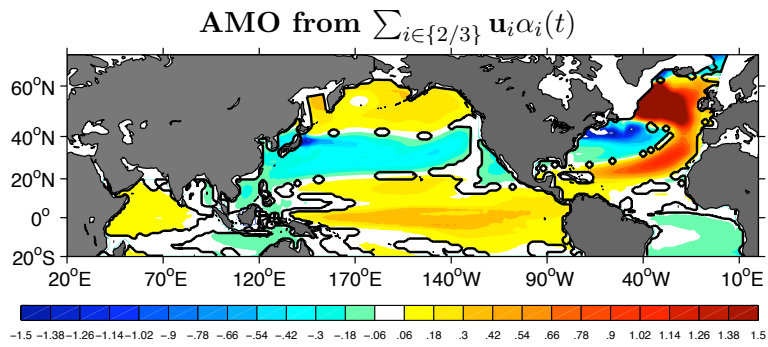 AMO from ∑_{i∈{2/3}} u_i α_i(t)
60°N
40°N
20°N
0°
20°S
20°E 70°E 120°E 170°E 140°W 90°W 40°W 10°E
−1.5 −1.38 −1.26 −1.14 −1.02 −.9 −.78 −.66 −.54 −.42 −.3 −.18 −.06 .06 .18 .3 .42 .54 .66 .78 .9 1.02 1.14 1.26 1.38 1.5